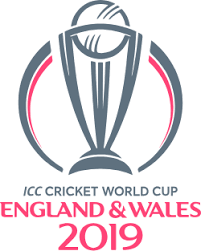 ICC CRICKET WORLD CUP
ENGLAND & WALES
2019